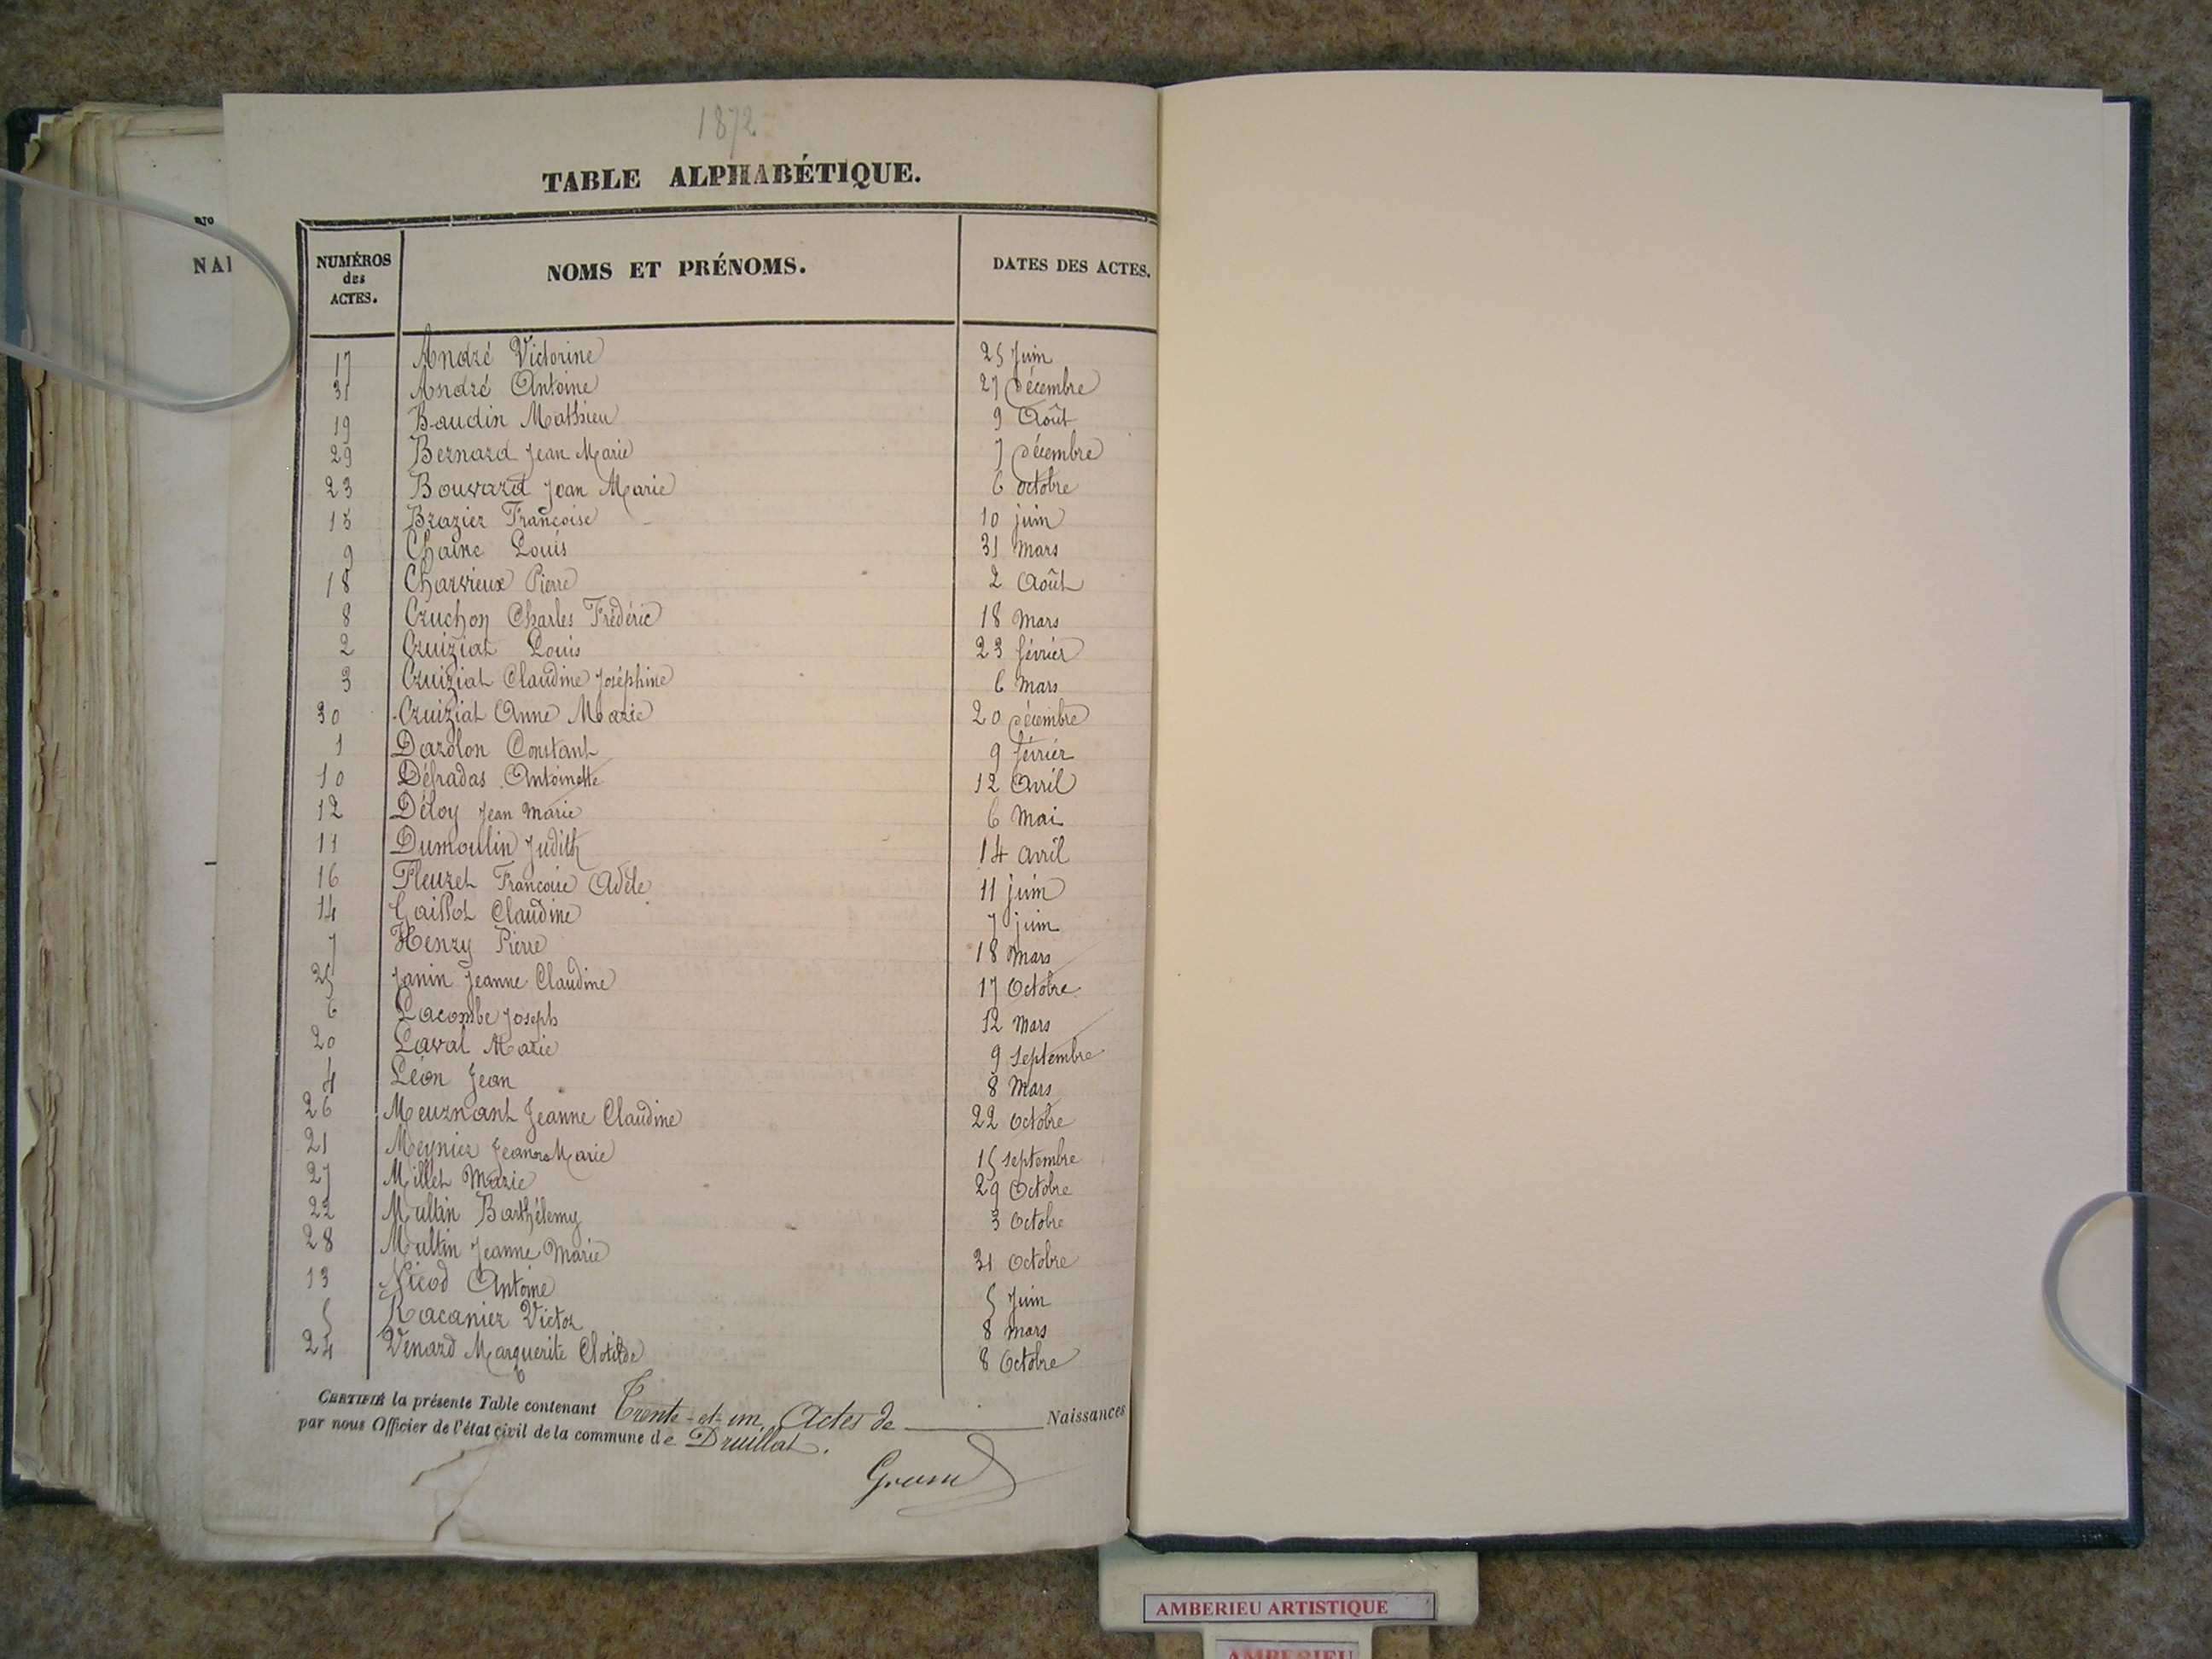 1872
TABLE ALPHABÉTIQUE.
NUMÉROS des ACTES. NOMS ET PRÉNOMS. DATES DES ACTES.
17 André Victorine 25 Juin
31 André Antoine 27 Décembre
19 Baudin Mathieu 9 Août
29 Bernard Jean Marie 7 Décembre
23 Bouvard Jean Marie 6 octobre
15 Brazier Françoise 10 juin
9 Chaine Louis 31 mars
18 Charvieux Pierre 2 Août
8 Cruchon Charles Frédéric 18 mars
2 Cruiziat Louis 23 février
3 Cruiziat Claudine Joséphine 6 mars
30 Cruiziat Anne Marie 20 Décembre
1 Darolon Constant 9 février
10 Défradas Antoinette 12 Avril
12 Déloy Jean Marie 6 Mai
11 Dumoulin Judith 14 avril
16 Fleuret Francoise Adèle 11 juin
14 Gaillot Claudine 7 juin
7 Henry Pierre 18 mars
25 Janin Jeanne Claudine 17 Octobre
6 Lacombe Joseph 12 mars
20 Laval Marie 9 septembre
4 Léon Jean 8 Mars
26 Meurnant Jeanne Claudine 22 octobre
21 Meynier Jeanne Marie 15 septembre
27 Millet Marie 29 Octobre
22 Multin Barthélemy 3 Octobre
28 Multin Jeanne Marie 31 Octobre
13 Nicod Antoine 5 Juin
5 Racanier Victor 8 mars
24 Venard Marguerite Clotilde 8 Octobre
CERTIFIÉ la présente Table contenant Trente-et-un Actes de Naissances
par nous Officier de l'état civil de la commune de Druillat.
NAI
AMBERIEU ARTISTIQUE
AMBERIEU